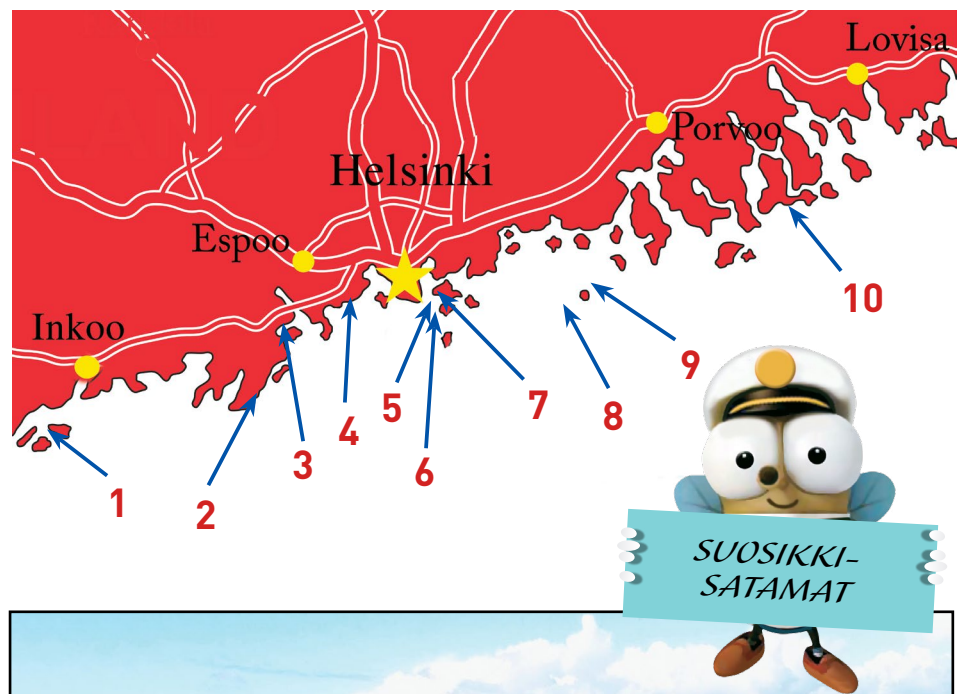 Lovisa
Porvoo
Helsinki
Espoo
Inkoo
10
9
8
7
6
5
4
3
2
1
SUOSIKKI-
SATAMAT